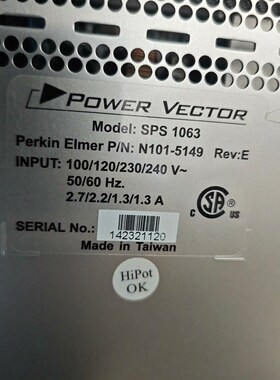 POWER VECTOR
Model: SPS 1063
Perkin Elmer P/N: N101-5149 Rev:E
INPUT: 100/120/230/240 V~
50/60 Hz.
2.7/2.2/1.3/1.3 A
CSA
SERIAL No.: 142321120
Made in Taiwan
HiPot
OK